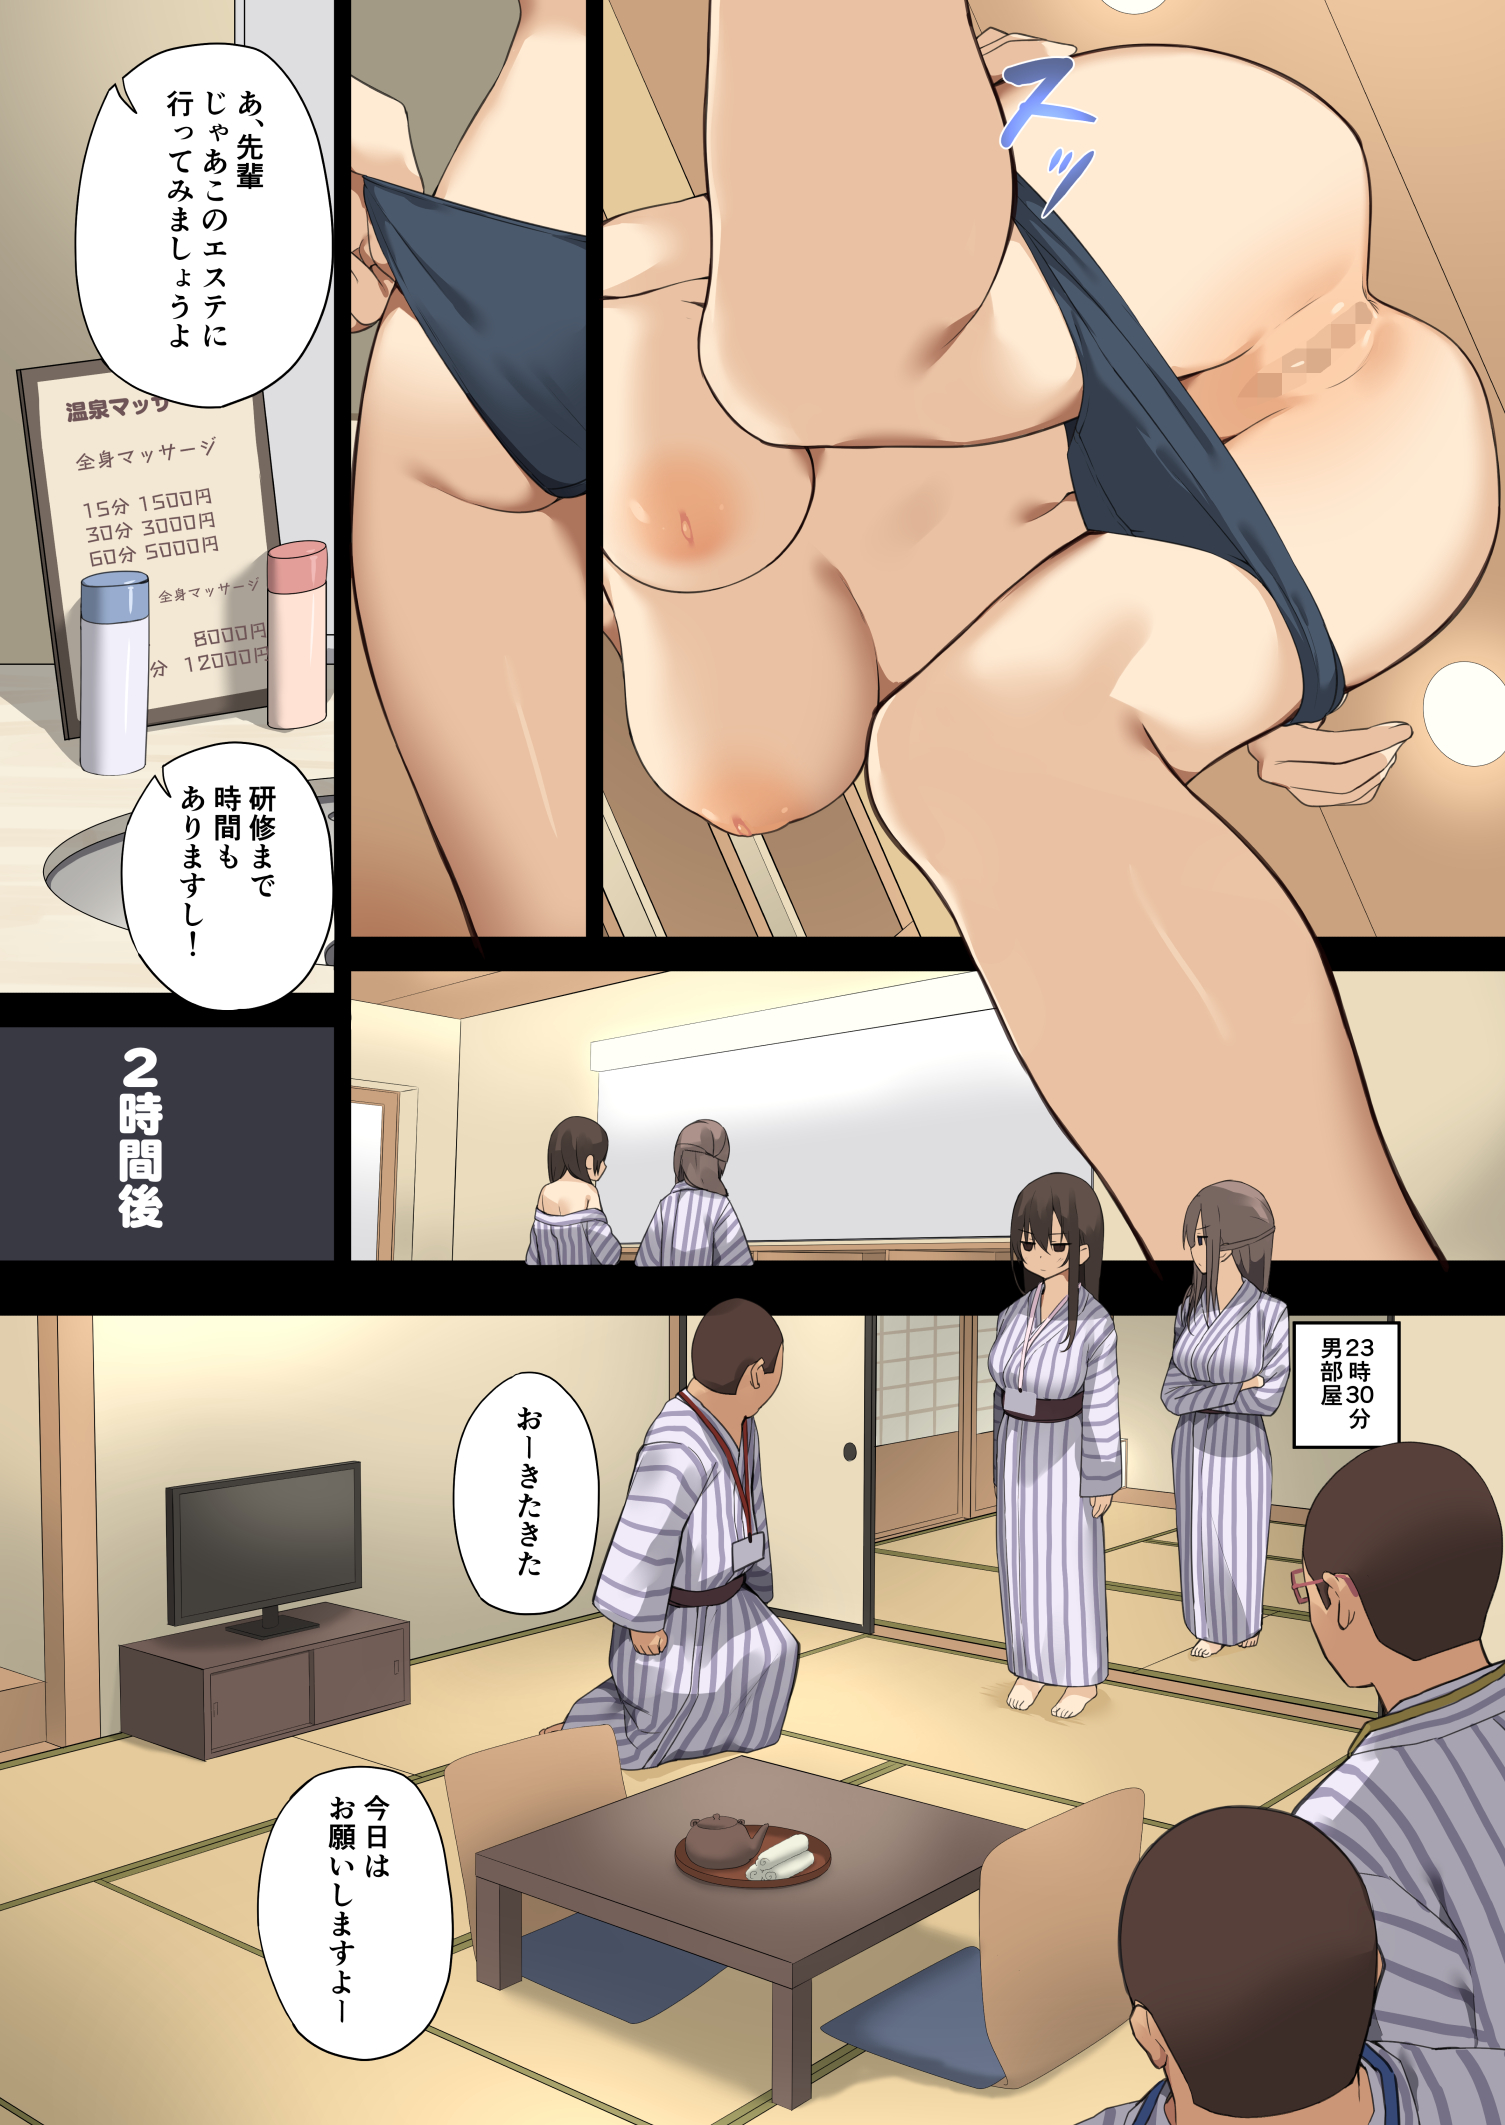 スッ
あ、先輩
じゃあこのエステに
行ってみましょうよ
温泉マッサ
全身マッサージ
15分 1500円
30分 3000円
60分 5000円
全身マッサージ
8000円
分 12000円
研修まで
時間も
ありますし！
2時間後
23時30分
男部屋
おーきたきた
今日は
お願いしますよー